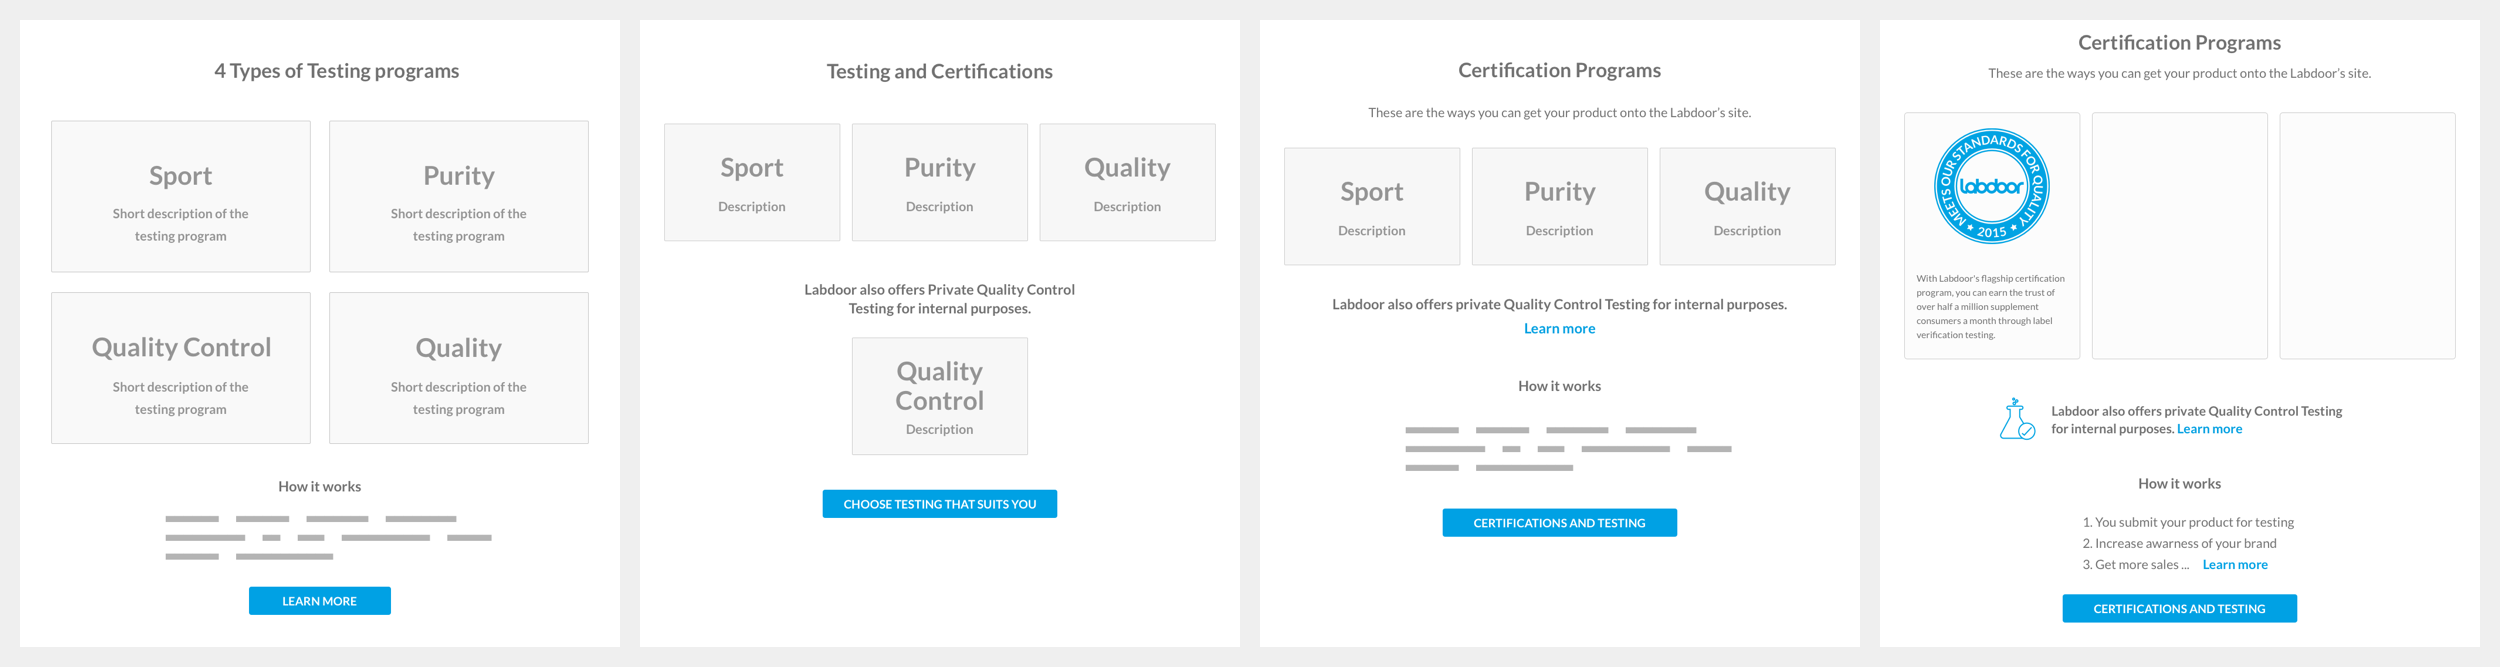 4 Types of Testing programs
Sport
Short description of the
testing program
Purity
Short description of the
testing program
Quality Control
Short description of the
testing program
Quality
Short description of the
testing program
How it works
LEARN MORE
Testing and Certifications
Sport
Description
Purity
Description
Quality
Description
Labdoor also offers Private Quality Control
Testing for internal purposes.
Quality
Control
Description
CHOOSE TESTING THAT SUITS YOU
Certification Programs
These are the ways you can get your product onto the Labdoor's site.
Sport
Description
Purity
Description
Quality
Description
Labdoor also offers private Quality Control Testing for internal purposes.
Learn more
How it works
CERTIFICATIONS AND TESTING
Certification Programs
These are the ways you can get your product onto the Labdoor's site.
MEETS OUR STANDARDS FOR QUALITY
labdoor
★ 2015 ★
With Labdoor's flagship certification
program, you can earn the trust of
over half a million supplement
consumers a month through label
verification testing.
Labdoor also offers private Quality Control Testing
for internal purposes. Learn more
How it works
1. You submit your product for testing
2. Increase awarness of your brand
3. Get more sales ... Learn more
CERTIFICATIONS AND TESTING